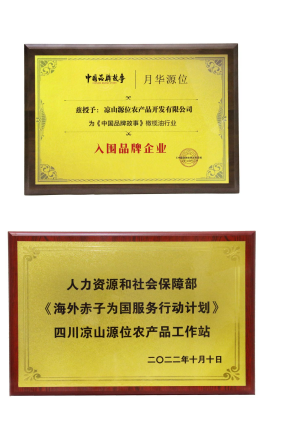 中国品牌故事 月华源位
兹授予：凉山源位农产品开发有限公司
为《中国品牌故事》橄榄油行业
入国品牌企业
人力资源和社会保障部
《海外赤子为国服务行动计划》
四川凉山源位农产品工作站
二〇二二年十月十日